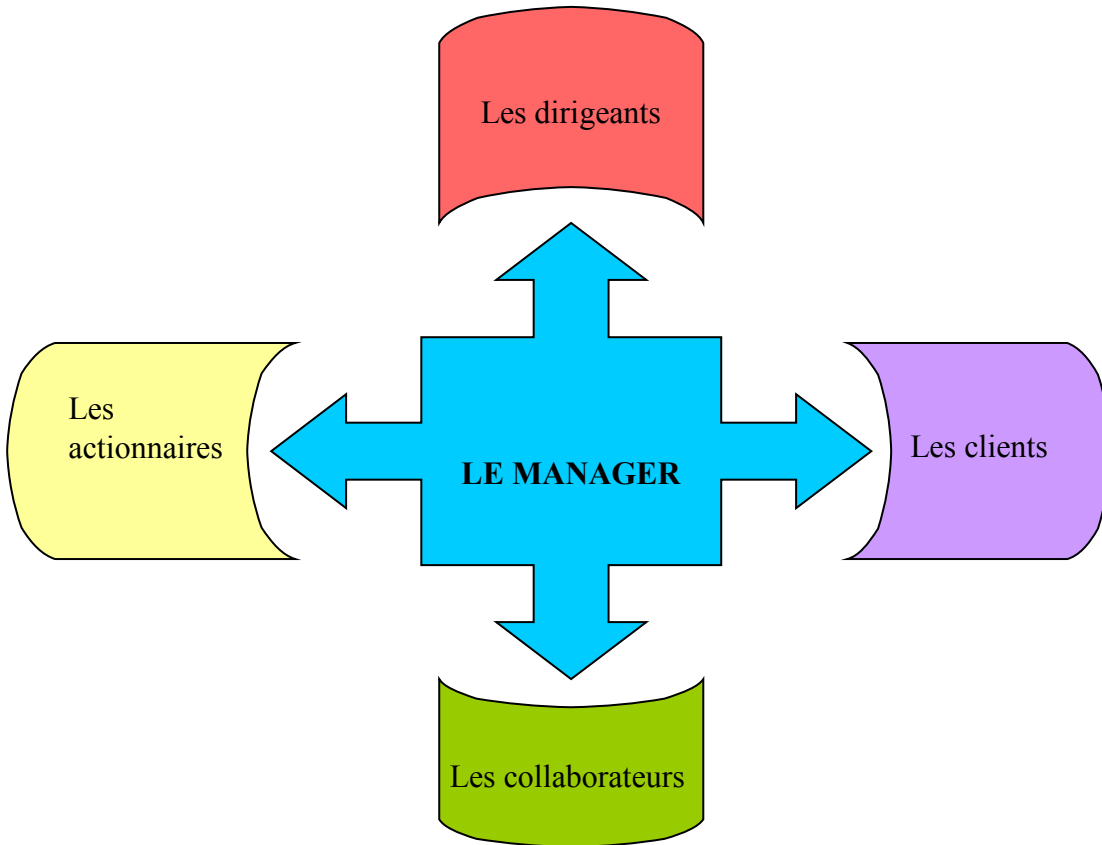 Les dirigeants
Les
actionnaires
LE MANAGER
Les clients
Les collaborateurs